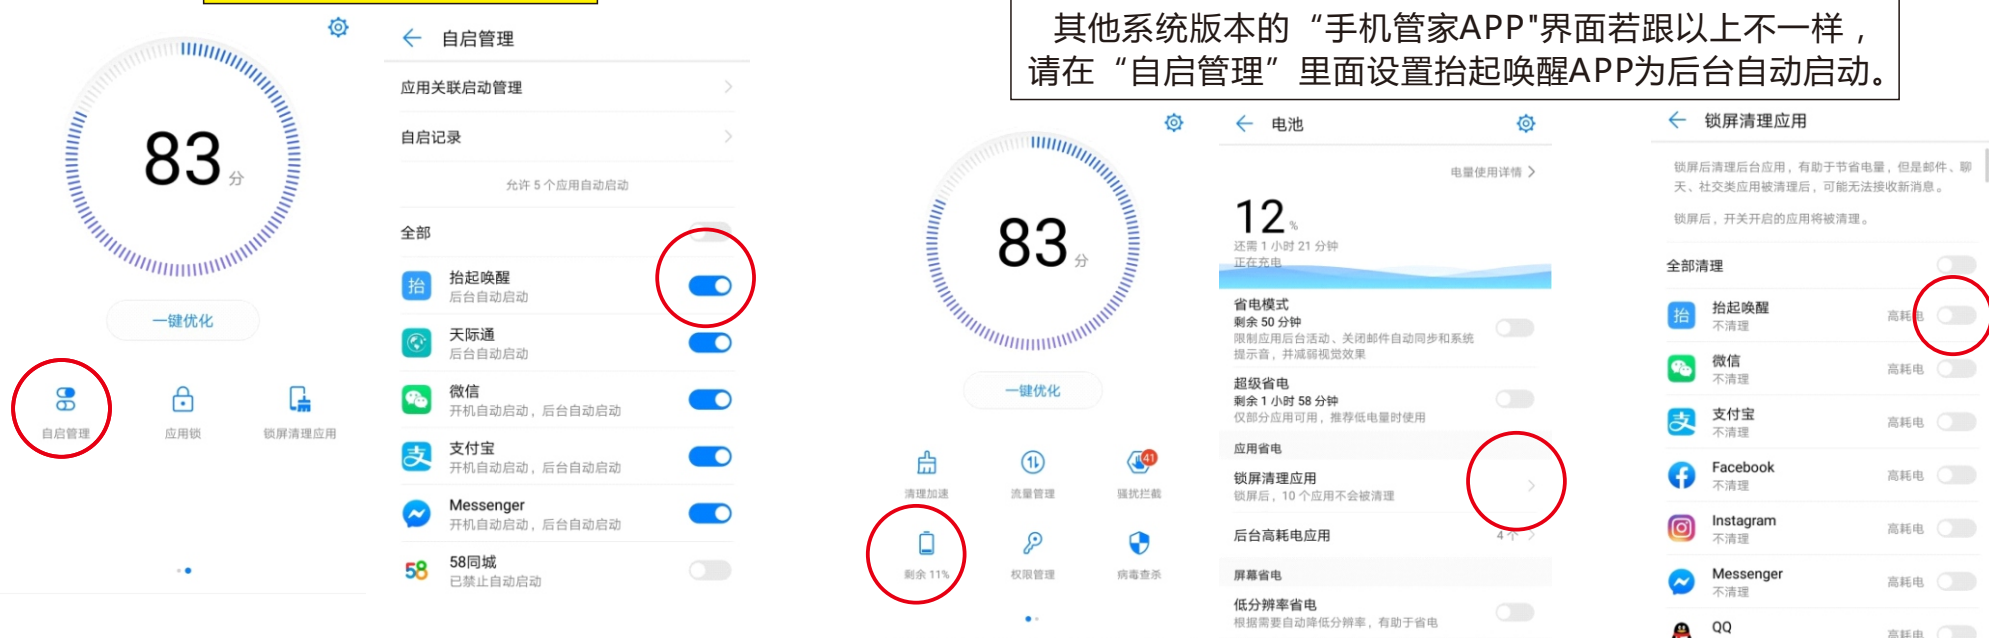 其他系统版本的“手机管家APP"界面若跟以上不一样，
请在“自启管理”里面设置抬起唤醒APP为后台自动启动。
83分
一键优化
自启管理
应用锁
锁屏清理应用
自启管理
应用关联启动管理
自启记录
允许 5 个应用自动启动
全部
抬
抬起唤醒
后台自动启动
天际通
后台自动启动
微信
开机自动启动，后台自动启动
支
支付宝
开机自动启动，后台自动启动
Messenger
开机自动启动，后台自动启动
58
58同城
已禁止自动启动
83分
一键优化
清理加速
流量管理
41
骚扰拦截
剩余 11%
权限管理
病毒查杀
电池
电量使用详情
12%
还需 1 小时 21 分钟
正在充电
省电模式
剩余 50 分钟
限制应用后台活动、关闭邮件自动同步和系统
提示音，并减弱视觉效果
超级省电
剩余 1 小时 58 分钟
仅部分应用可用，推荐低电量时使用
应用省电
锁屏清理应用
锁屏后，10 个应用不会被清理
后台高耗电应用
4 个
屏幕省电
低分辨率省电
根据需要自动降低分辨率，有助于省电
锁屏清理应用
锁屏后清理后台应用，有助于节省电量，但是邮件、聊
天、社交类应用被清理后，可能无法接收新消息。
锁屏后，开关开启的应用将被清理。
全部清理
抬
抬起唤醒
不清理
高耗电
微信
不清理
高耗电
支
支付宝
不清理
高耗电
Facebook
不清理
高耗电
Instagram
不清理
高耗电
Messenger
不清理
高耗电
QQ
高耗电